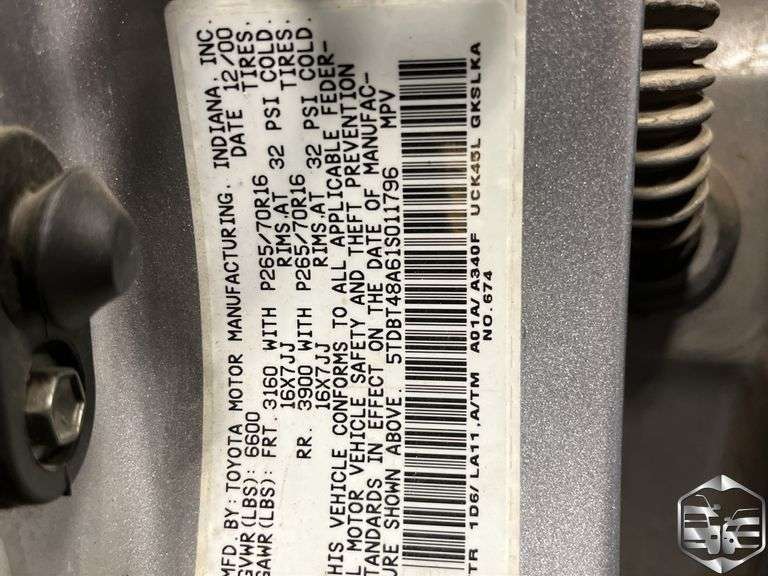 MFD. BY: TOYOTA MOTOR MANUFACTURING, INDIANA, INC.
GVWR(LBS): 6600 DATE 12/00
GAWR(LBS): FRT. 3160 WITH P265/70R16 TIRES.
16X7JJ RIMS.AT 32 PSI COLD.
RR. 3900 WITH P265/70R16 TIRES.
16X7JJ RIMS.AT 32 PSI COLD.
HIS VEHICLE CONFORMS TO ALL APPLICABLE FEDER-
L MOTOR VEHICLE SAFETY AND THEFT PREVENTION
TANDARDS IN EFFECT ON THE DATE OF MANUFAC-
URE SHOWN ABOVE. 5TDBT48A61S011796 MPV
TR 1D6/ LA11 ,A/TM A01A/ A340F UCK45L GKSLKA
NO.674